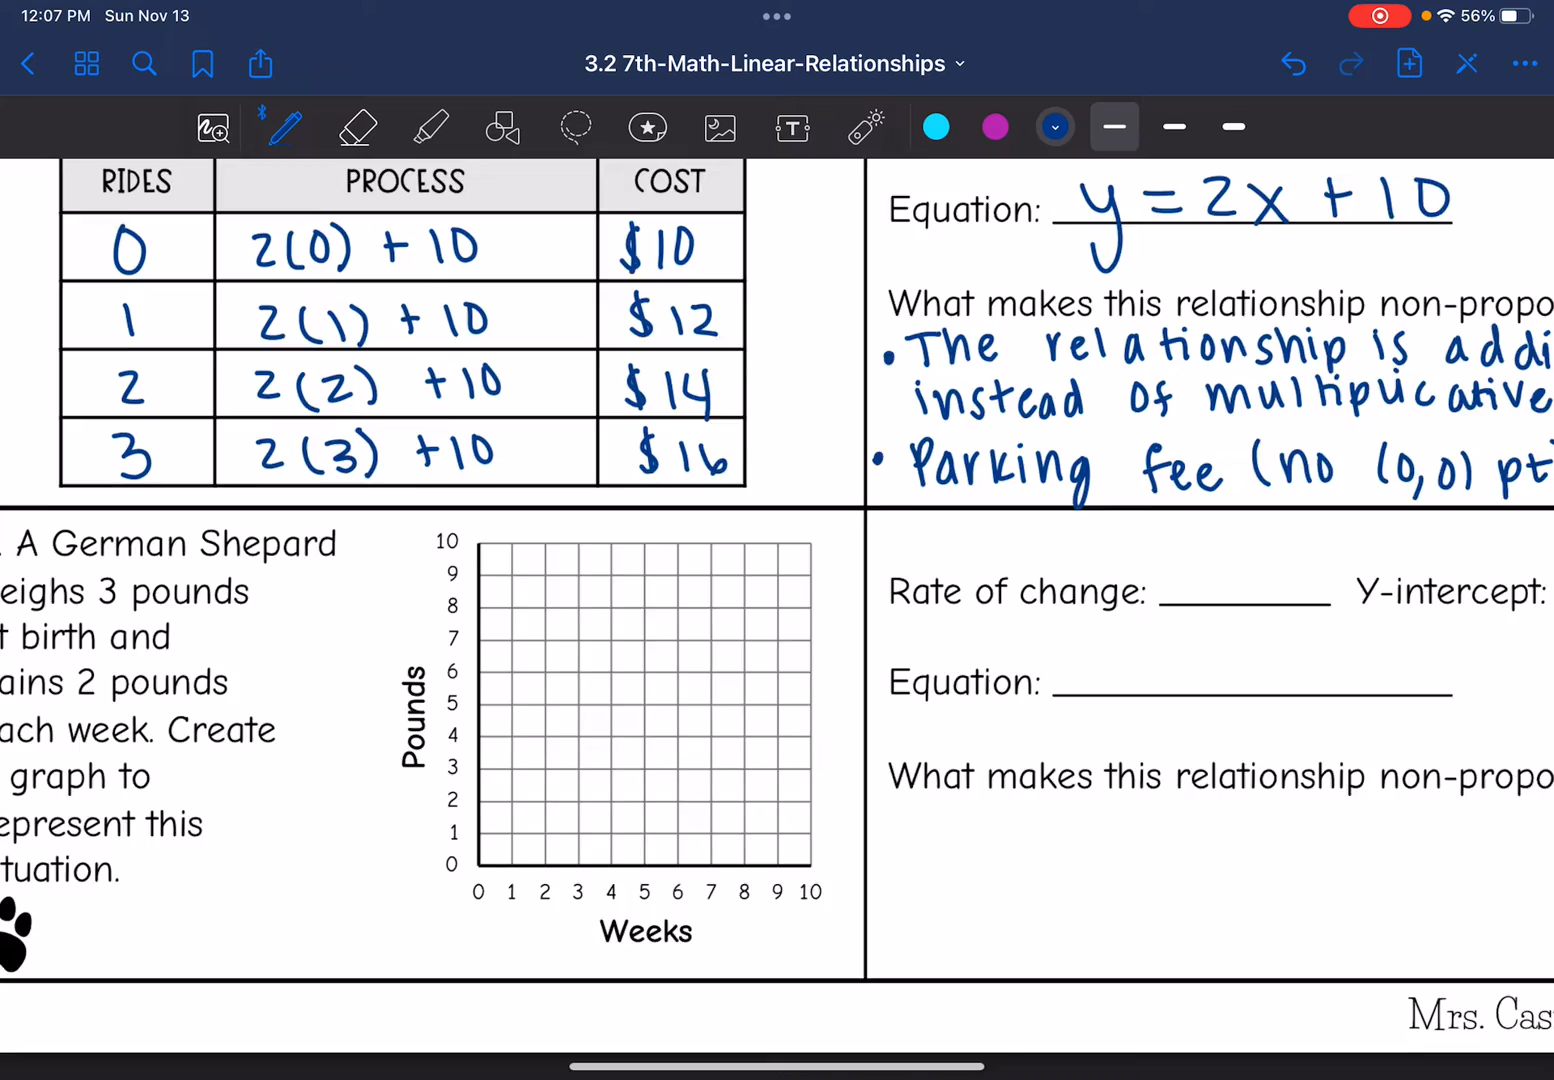 12:07 PM Sun Nov 13
56%
3.2 7th-Math-Linear-Relationships
T
RIDES PROCESS COST
0 2(0) + 10 $10
1 2(1) + 10 $12
2 2(2) +10 $14
3 2(3) +10 $16
Equation: y = 2x + 10
What makes this relationship non-propo
• The relationship is addi
instead of multiplicative
• Parking fee (no (0,0) pt
. A German Shepard
eighs 3 pounds
t birth and
ains 2 pounds
ach week. Create
graph to
epresent this
tuation.
Pounds
10
9
8
7
6
5
4
3
2
1
0
0 1 2 3 4 5 6 7 8 9 10
Weeks
Rate of change: Y-intercept:
Equation:
What makes this relationship non-propo
Mrs. Cas